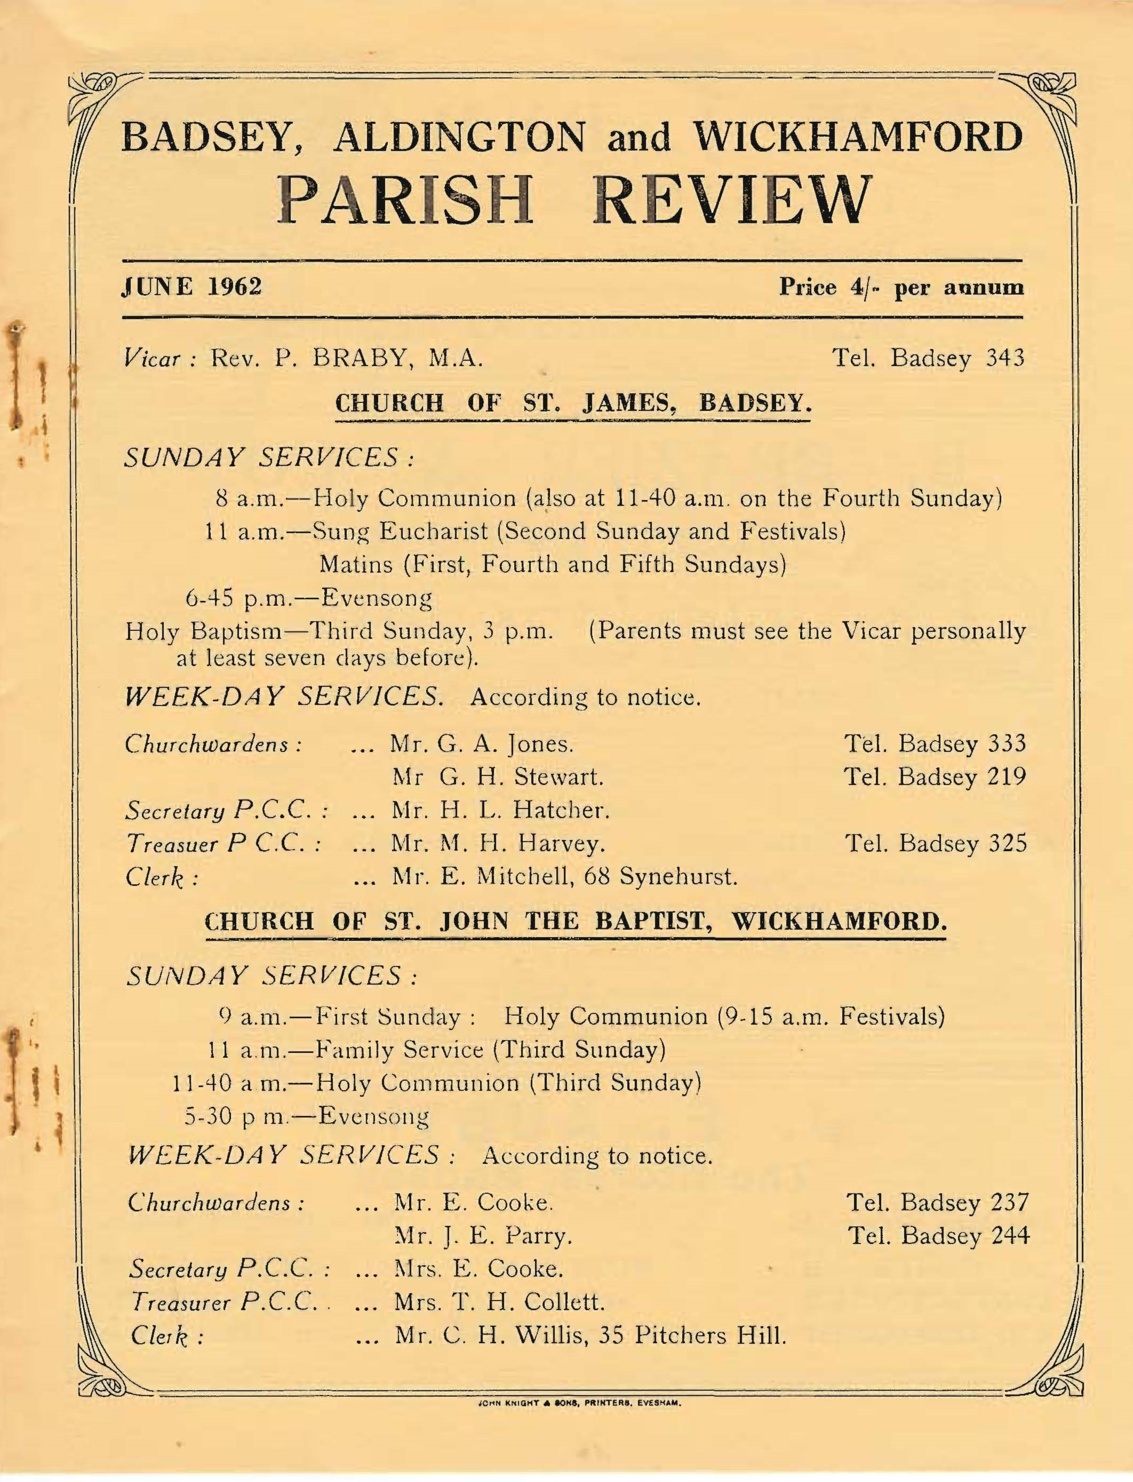 BADSEY, ALDINGTON and WICKHAMFORD
PARISH REVIEW
JUNE 1962 Price 4/- per annum
Vicar : Rev. P. BRABY, M.A. Tel. Badsey 343
CHURCH OF ST. JAMES, BADSEY.
SUNDAY SERVICES :
8 a.m.—Holy Communion (also at 11-40 a.m. on the Fourth Sunday)
11 a.m.—Sung Eucharist (Second Sunday and Festivals)
Matins (First, Fourth and Fifth Sundays)
6-45 p.m.—Evensong
Holy Baptism—Third Sunday, 3 p.m. (Parents must see the Vicar personally
at least seven days before).
WEEK-DAY SERVICES. According to notice.
Churchwardens : ... Mr. G. A. Jones. Tel. Badsey 333
Mr G. H. Stewart. Tel. Badsey 219
Secretary P.C.C. : ... Mr. H. L. Hatcher.
Treasuer P C.C. : ... Mr. M. H. Harvey. Tel. Badsey 325
Clerk : ... Mr. E. Mitchell, 68 Synehurst.
CHURCH OF ST. JOHN THE BAPTIST, WICKHAMFORD.
SUNDAY SERVICES :
9 a.m.—First Sunday : Holy Communion (9-15 a.m. Festivals)
11 a.m.—Family Service (Third Sunday)
11-40 a m.—Holy Communion (Third Sunday)
5-30 p m.—Evensong
WEEK-DAY SERVICES : According to notice.
Churchwardens : ... Mr. E. Cooke. Tel. Badsey 237
Mr. J. E. Parry. Tel. Badsey 244
Secretary P.C.C. : ... Mrs. E. Cooke.
Treasurer P.C.C. . ... Mrs. T. H. Collett.
Clerk : ... Mr. C. H. Willis, 35 Pitchers Hill.
JOHN KNIGHT & SONS, PRINTERS, EVESHAM.